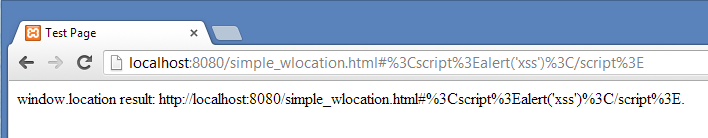 Test Page
localhost:8080/simple_wlocation.html#%3Cscript%3Ealert('xss')%3C/script%3E
window.location result: http://localhost:8080/simple_wlocation.html#%3Cscript%3Ealert('xss')%3C/script%3E.